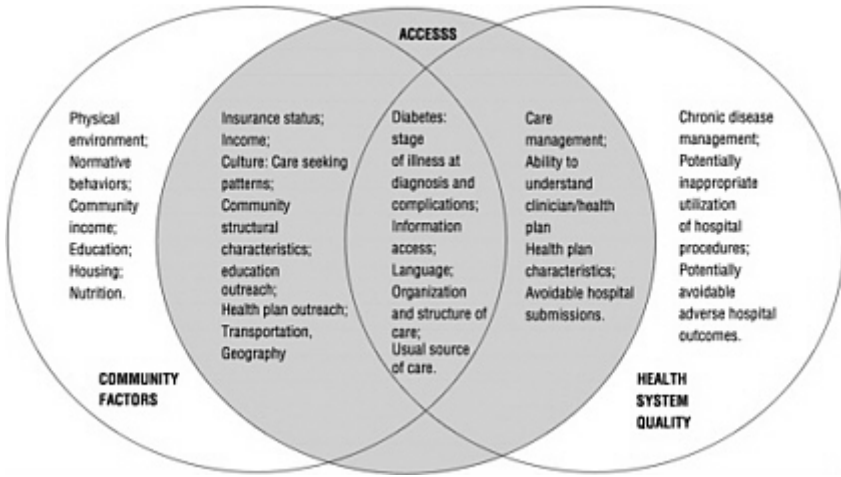 ACCESSS
Physical
environment;
Normative
behaviors;
Community
income;
Education;
Housing;
Nutrition.
Insurance status;
Income;
Culture: Care seeking
patterns;
Community
structural
characteristics;
education
outreach;
Health plan outreach;
Transportation,
Geography
Diabetes:
stage
of illness at
diagnosis and
complications;
Information
access;
Language;
Organization
and structure of
care;
Usual source
of care.
Care
management;
Ability to
understand
clinician/health
plan
Health plan
characteristics;
Avoidable hospital
submissions.
Chronic disease
management;
Potentially
inappropriate
utilization
of hospital
procedures;
Potentially
avoidable
adverse hospital
outcomes.
COMMUNITY
FACTORS
HEALTH
SYSTEM
QUALITY